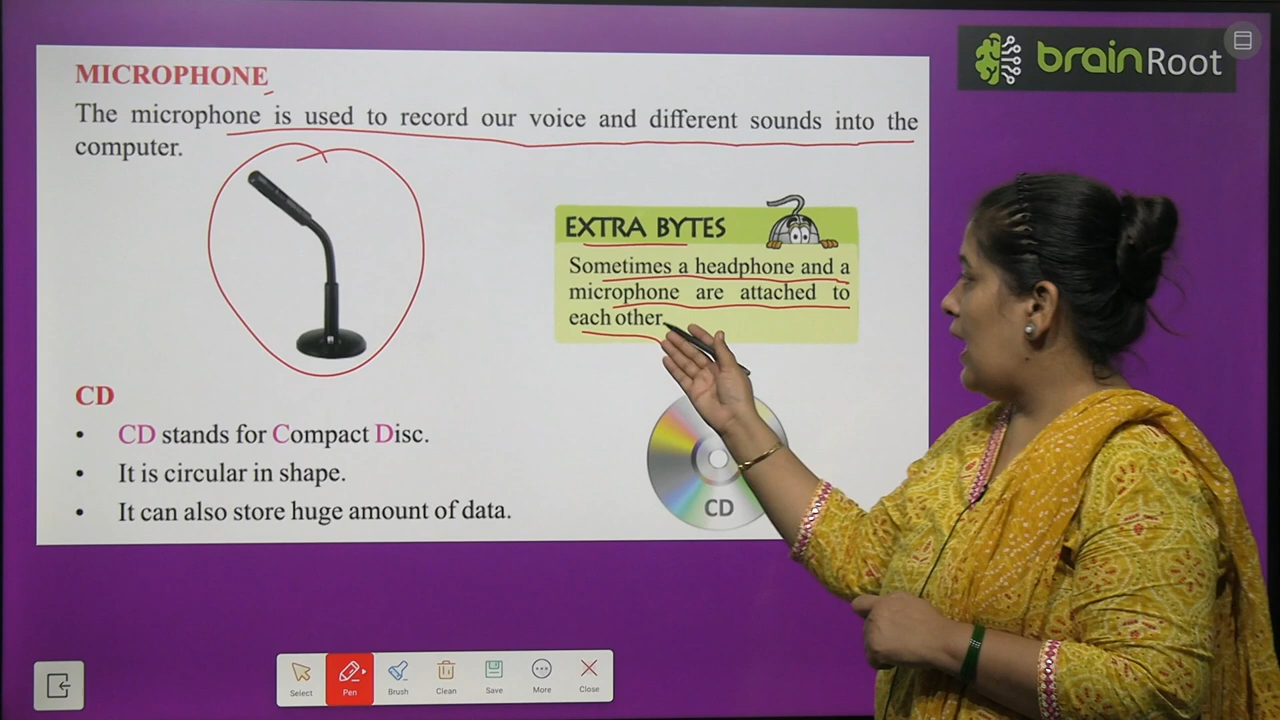 brainRoot
MICROPHONE
The microphone is used to record our voice and different sounds into the
computer.
EXTRA BYTES
Sometimes a headphone and a
microphone are attached to
each other.
CD
• CD stands for Compact Disc.
• It is circular in shape.
• It can also store huge amount of data.
CD
Select Pen Brush Clean Save More Close